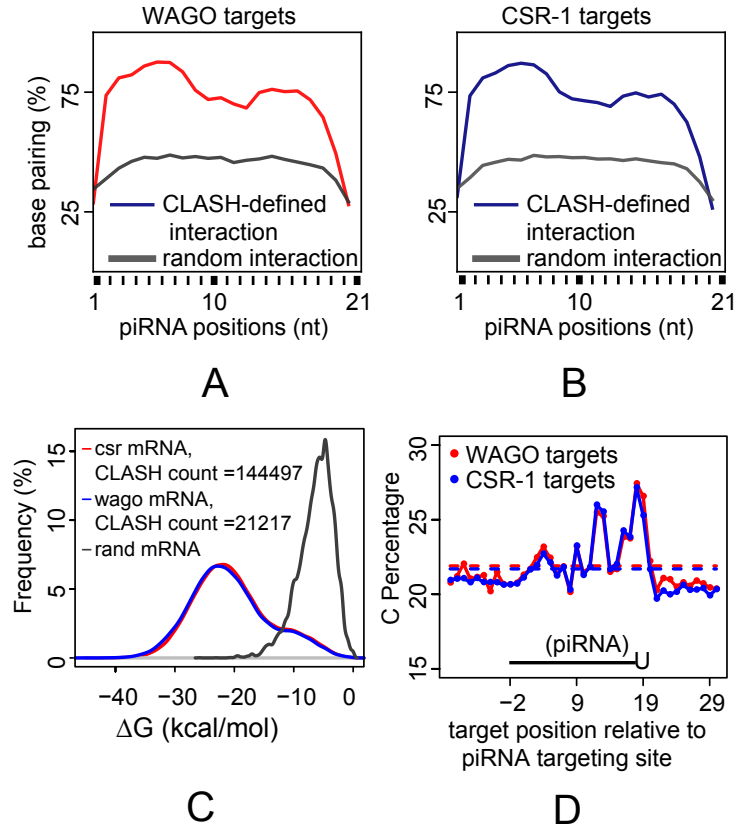 WAGO targets
base pairing (%)
75
25
CLASH-defined
interaction
random interaction
1
10
21
piRNA positions (nt)
A
CSR-1 targets
75
25
CLASH-defined
interaction
random interaction
1
10
21
piRNA positions (nt)
B
Frequency (%)
15
10
5
0
csr mRNA,
CLASH count =144497
wago mRNA,
CLASH count =21217
rand mRNA
−40
−30
−20
−10
0
ΔG (kcal/mol)
C
C Percentagre
30
25
20
15
WAGO targets
CSR-1 targets
(piRNA)
U
−2
9
19
29
target position relative to
piRNA targeting site
D